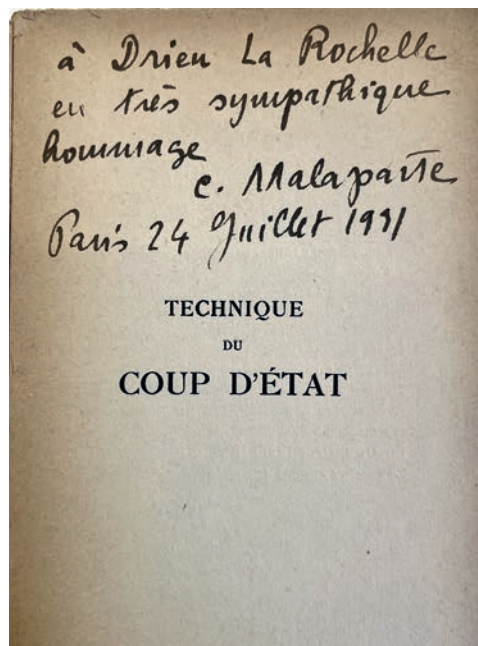 à Drieu La Rochelle
en très sympathique
hommage
C. Malaparte
Paris 24 Juillet 1931
TECHNIQUE
DU
COUP D'ÉTAT